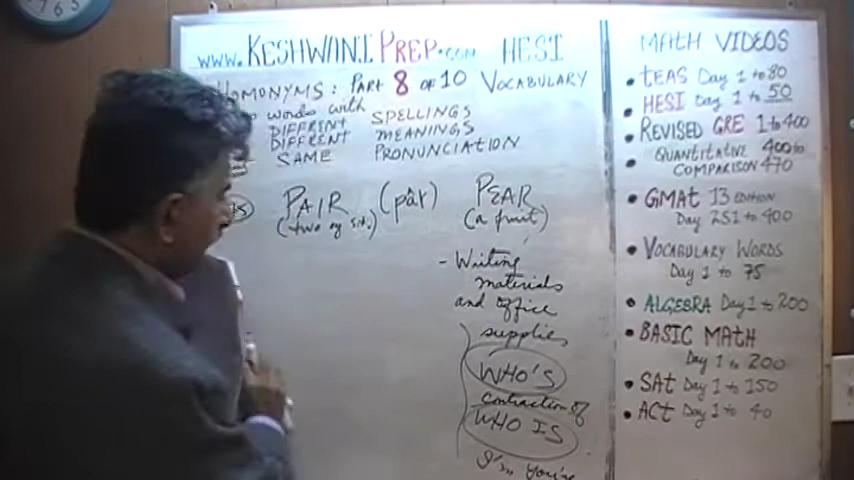 WWW. KESHWANI PREP.COM HESI
HOMONYMS: PART 8 OF 10 VOCABULARY
words with
DIFFERENT SPELLINGS
DIFFERENT MEANINGS
SAME PRONUNCIATION
PAIR (pâr) PEAR
(two of sth.) (a fruit)
- Writing
materials
and office
supplies
WHO'S
contraction of
WHO IS
I'm, You're
MATH VIDEOS
• TEAS Day 1 to 80
• HESI Day 1 to 50
• REVISED GRE 1 to 400
• QUANTITATIVE 400 to
COMPARISON 470
• GMAT 13 EDITION
Day 251 to 400
• VOCABULARY WORDS
Day 1 to 75
• ALGEBRA Day 1 to 200
• BASIC MATH
Day 1 to 200
• SAT Day 1 to 150
• ACT Day 1 to 40